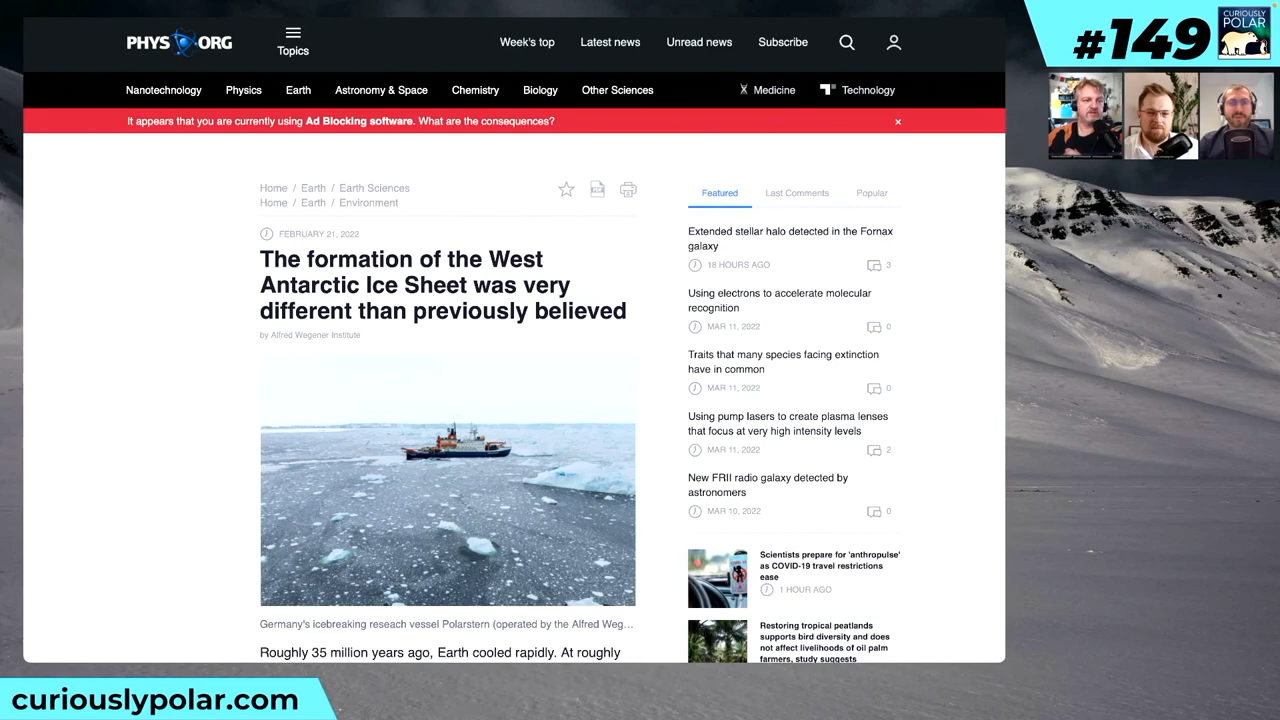 PHYS ORG
Topics
Week's top
Latest news
Unread news
Subscribe
Nanotechnology
Physics
Earth
Astronomy & Space
Chemistry
Biology
Other Sciences
Medicine
Technology
It appears that you are currently using Ad Blocking software. What are the consequences?
×
Home / Earth / Earth Sciences
Home / Earth / Environment
FEBRUARY 21, 2022
The formation of the West
Antarctic Ice Sheet was very
different than previously believed
by Alfred Wegener Institute
Germany's icebreaking reseach vessel Polarstern (operated by the Alfred Weg...
Roughly 35 million years ago, Earth cooled rapidly. At roughly
Featured
Last Comments
Popular
Extended stellar halo detected in the Fornax
galaxy
18 HOURS AGO
3
Using electrons to accelerate molecular
recognition
MAR 11, 2022
0
Traits that many species facing extinction
have in common
MAR 11, 2022
0
Using pump lasers to create plasma lenses
that focus at very high intensity levels
MAR 11, 2022
2
New FRII radio galaxy detected by
astronomers
MAR 10, 2022
0
Scientists prepare for 'anthropulse'
as COVID-19 travel restrictions
ease
1 HOUR AGO
Restoring tropical peatlands
supports bird diversity and does
not affect livelihoods of oil palm
farmers, study suggests
#149
CURIOUSLY
POLAR
curiouslypolar.com